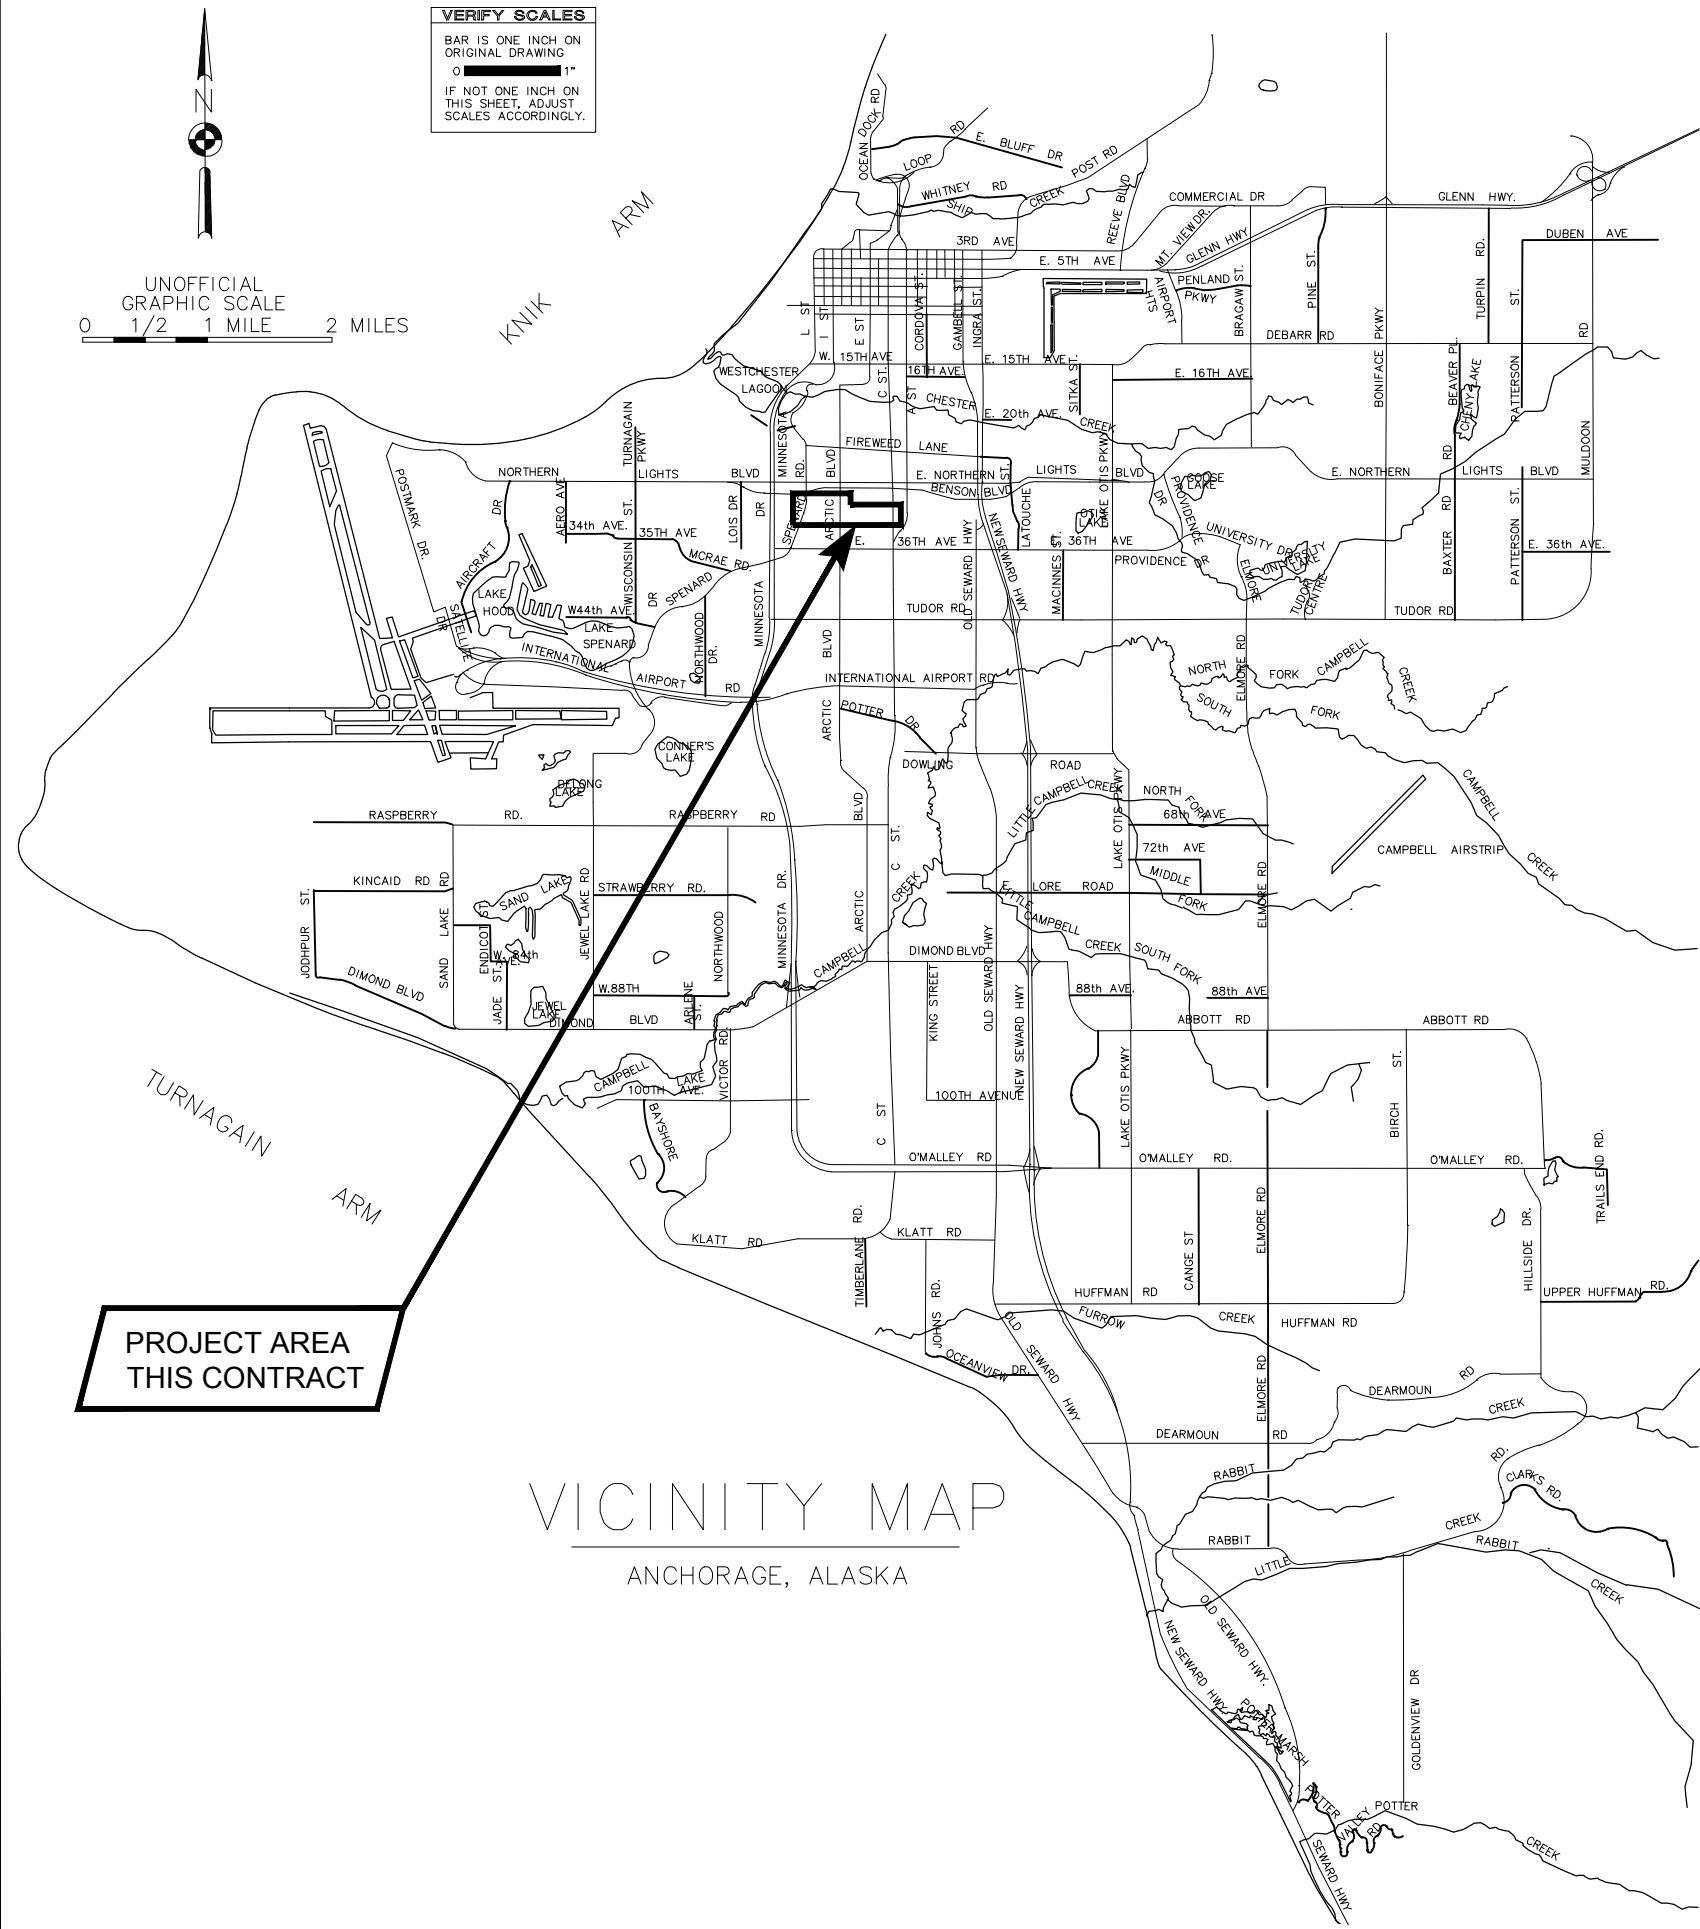 VERIFY SCALES
BAR IS ONE INCH ON
ORIGINAL DRAWING
0 1"
IF NOT ONE INCH ON
THIS SHEET, ADJUST
SCALES ACCORDINGLY.
N
UNOFFICIAL
GRAPHIC SCALE
0 1/2 1 MILE 2 MILES
KNIK ARM
OCEAN DOCK RD
LOOP RD
E. BLUFF DR
POST RD
WHITNEY RD
SHIP CREEK
REEVE BLVD
COMMERCIAL DR
GLENN HWY.
MT. VIEW DR.
GLENN HWY
3RD AVE
E. 5TH AVE
DUBEN AVE
PENLAND
PKWY
AIRPORT
HTS
BRAGAW ST.
PINE ST.
TURPIN RD.
DEBARR RD
BONIFACE PKWY
L ST
I ST
E ST
CORDOVA ST.
GAMBELL ST.
INGRA ST.
W. 15TH AVE
E. 15TH AVE
C ST.
A ST
16TH AVE.
SITKA ST.
E. 16TH AVE.
BEAVER PL.
CHENY LAKE
PATTERSON ST.
MULDOON RD
WESTCHESTER
LAGOON
CHESTER CREEK
E. 20th AVE.
FIREWEED LANE
TURNAGAIN
PKWY
MINNESOTA DR
NORTHERN LIGHTS BLVD
E. NORTHERN LIGHTS BLVD
E. NORTHERN LIGHTS BLVD
BENSON BLVD
SPENARD RD.
ARCTIC BLVD
LATOUCHE ST.
LAKE OTIS PKWY
OTIS
LAKE
GOOSE
LAKE
PROVIDENCE DR
UNIVERSITY DR
UNIVERSITY
LAKE
POSTMARK DR.
AIRCRAFT DR
AERO AVE
34th AVE.
35TH AVE
WISCONSIN ST.
LOIS DR
MCRAE RD.
SPENARD
E. 36TH AVE
E. 36TH AVE
PROVIDENCE DR
E. 36TH AVE.
BAXTER RD
PATTERSON ST.
OLD SEWARD HWY
NEW SEWARD HWY
MACINNES ST.
ELMORE
TUDOR
CENTRE
LAKE
HOOD
W44th AVE.
LAKE
SPENARD
DR
SATELLITE
DR
NORTHWOOD
DR.
MINNESOTA
TUDOR RD
TUDOR RD
INTERNATIONAL AIRPORT RD
INTERNATIONAL AIRPORT RD
ARCTIC BLVD
ELMORE RD
NORTH FORK CAMPBELL CREEK
SOUTH FORK CAMPBELL CREEK
POTTER DR
CONNER'S
LAKE
DELONG
LAKE
DOWLING ROAD
LITTLE CAMPBELL CREEK NORTH FORK
68th AVE
72th AVE
MIDDLE FORK
LAKE OTIS PKWY
CAMPBELL AIRSTRIP
RASPBERRY RD.
RASPBERRY RD
KINCAID RD
JODHPUR ST.
DIMOND BLVD
SAND LAKE RD
SAND LAKE
STRAWBERRY RD.
ENDICOT ST
W. 84th
AVE.
JADE ST.
JEWEL LAKE RD
JEWEL
LAKE
DIMOND BLVD
W.88TH
ARLENE
ST.
NORTHWOOD
MINNESOTA DR.
ARCTIC BLVD
C ST.
CAMPBELL CREEK
E. LORE ROAD
LITTLE CAMPBELL CREEK SOUTH FORK
DIMOND BLVD
KING STREET
OLD SEWARD HWY
NEW SEWARD HWY
ELMORE RD
88th AVE.
88th AVE
ABBOTT RD
ABBOTT RD
CAMPBELL LAKE
100TH AVE.
VICTOR RD.
BAYSHORE
100TH AVENUE
LAKE OTIS PKWY
BIRCH ST.
C ST
O'MALLEY RD
O'MALLEY RD.
O'MALLEY RD.
TRAILS END RD.
TURNAGAIN ARM
KLATT RD
KLATT RD
TIMBERLANE RD.
JOHNS RD.
CANGE ST
ELMORE RD
HILLSIDE DR.
HUFFMAN RD
UPPER HUFFMAN RD.
FURROW CREEK
HUFFMAN RD
OCEANVIEW DR.
OLD SEWARD HWY
PROJECT AREA
THIS CONTRACT
ELMORE RD
DEARMOUN RD
DEARMOUN RD
RABBIT CREEK
CLARKS RD.
RABBIT CREEK RD.
LITTLE RABBIT CREEK
VICINITY MAP
ANCHORAGE, ALASKA
OLD SEWARD HWY.
NEW SEWARD HWY.
POTTER MARSH
GOLDENVIEW DR
POTTER
VALLEY
RD
POTTER CREEK
SEWARD HWY